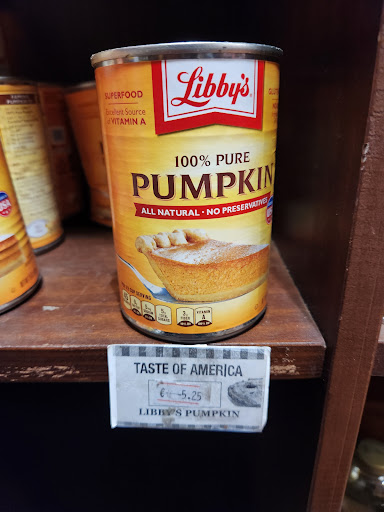 Libby's
SUPERFOOD
Excellent Source
of VITAMIN A
100% PURE
PUMPKIN
ALL NATURAL • NO PRESERVATIVES
TASTE OF AMERICA
€ -5.25
LIBBY'S PUMPKIN